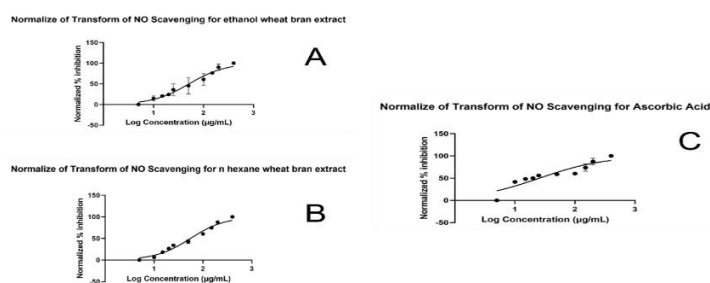 Normalize of Transform of NO Scavenging for ethanol wheat bran extract
A
Normalized % inhibition
150
100
50
0
-50
1
2
3
Log Concentration (µg/mL)
Normalize of Transform of NO Scavenging for n hexane wheat bran extract
B
Normalized % inhibition
150
100
50
0
-50
1
2
3
Log Concentration (µg/mL)
Normalize of Transform of NO Scavenging for Ascorbic Acid
C
Normalized % inhibition
150
100
50
0
-50
1
2
3
Log Concentration (µg/mL)